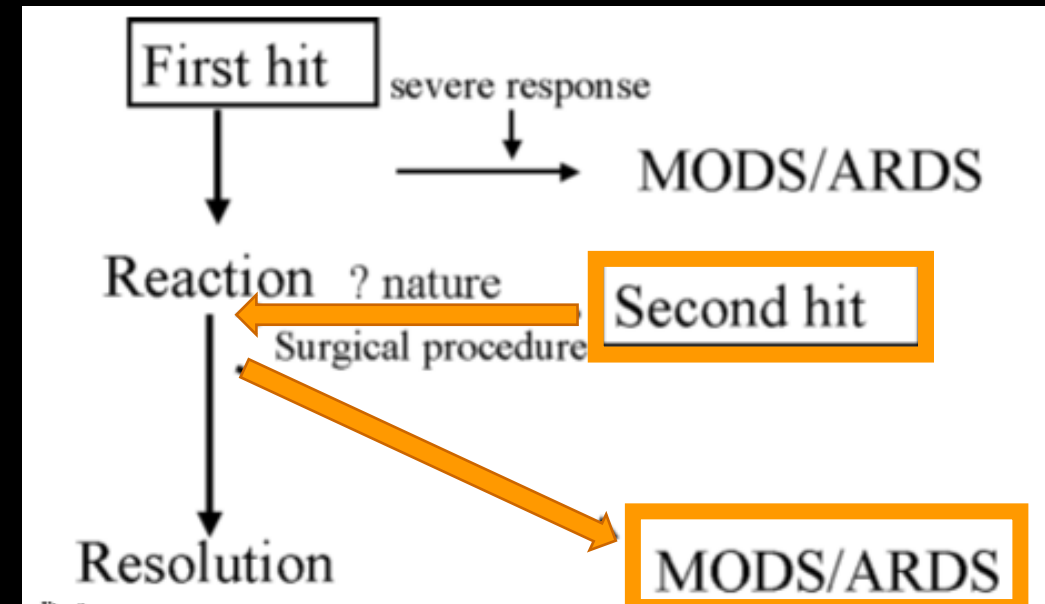 First hit
severe response
MODS/ARDS
Reaction ? nature
Second hit
Surgical procedure
Resolution
MODS/ARDS